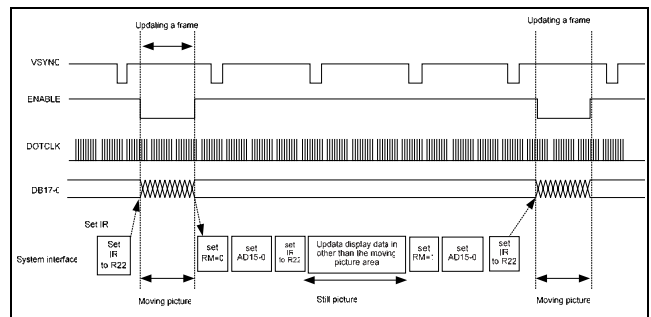 Updating a frame
Updating a frame
VSYNC
ENABLE
DOTCLK
DB17-0
Set IR
System interface
Set
IR
to R22
set
RM=0
set
AD15-0
set
IR
to R22
Updata display data in
other than the moving
picture area
set
RM=1
set
AD15-0
set
IR
to R22
Moving picture
Still picture
Moving picture